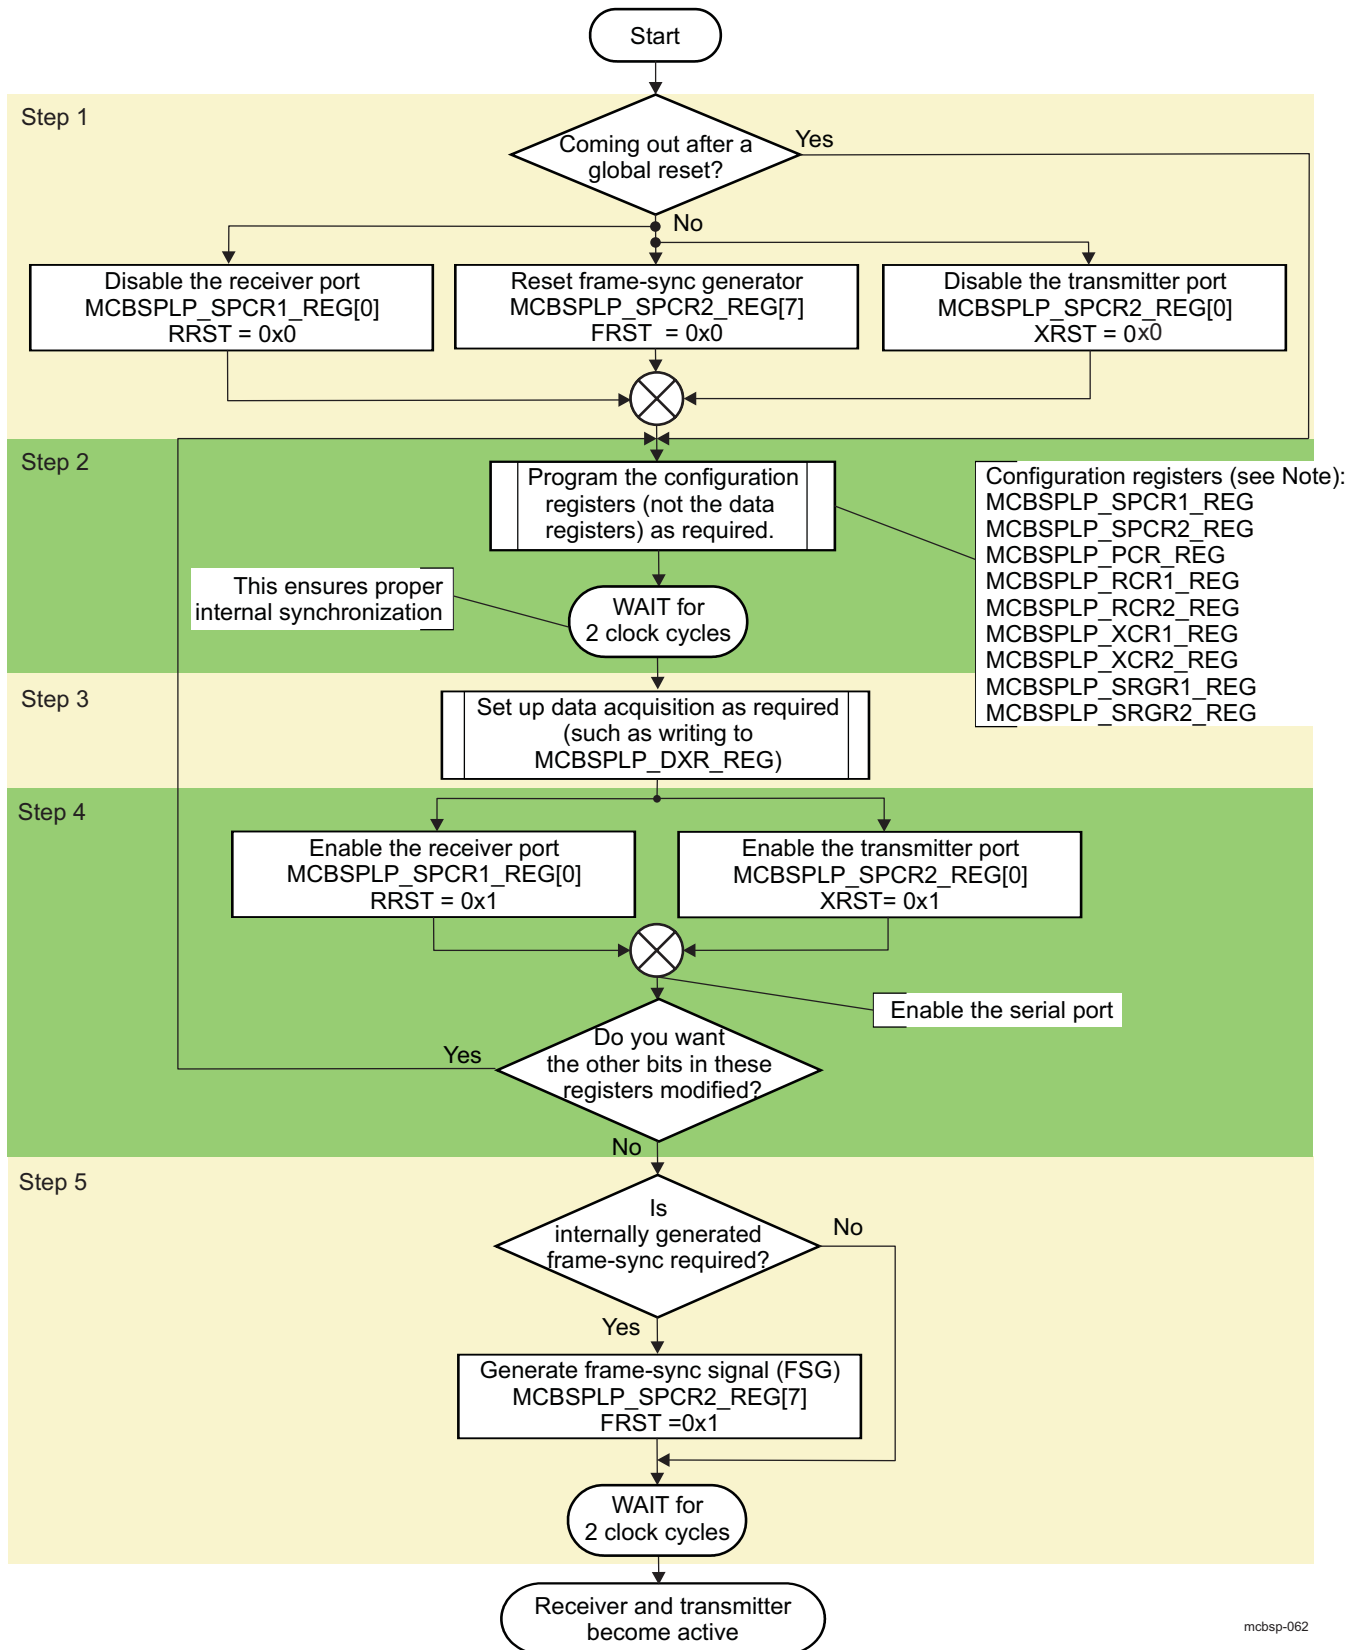 Start
Step 1
Coming out after a
global reset?
Yes
No
Disable the receiver port
MCBSPLP_SPCR1_REG[0]
RRST = 0x0
Reset frame-sync generator
MCBSPLP_SPCR2_REG[7]
FRST = 0x0
Disable the transmitter port
MCBSPLP_SPCR2_REG[0]
XRST = 0x0
Step 2
Program the configuration
registers (not the data
registers) as required.
Configuration registers (see Note):
MCBSPLP_SPCR1_REG
MCBSPLP_SPCR2_REG
MCBSPLP_PCR_REG
MCBSPLP_RCR1_REG
MCBSPLP_RCR2_REG
MCBSPLP_XCR1_REG
MCBSPLP_XCR2_REG
MCBSPLP_SRGR1_REG
MCBSPLP_SRGR2_REG
This ensures proper
internal synchronization
WAIT for
2 clock cycles
Step 3
Set up data acquisition as required
(such as writing to
MCBSPLP_DXR_REG)
Step 4
Enable the receiver port
MCBSPLP_SPCR1_REG[0]
RRST = 0x1
Enable the transmitter port
MCBSPLP_SPCR2_REG[0]
XRST= 0x1
Enable the serial port
Do you want
the other bits in these
registers modified?
Yes
No
Step 5
Is
internally generated
frame-sync required?
No
Yes
Generate frame-sync signal (FSG)
MCBSPLP_SPCR2_REG[7]
FRST =0x1
WAIT for
2 clock cycles
Receiver and transmitter
become active
mcbsp-062